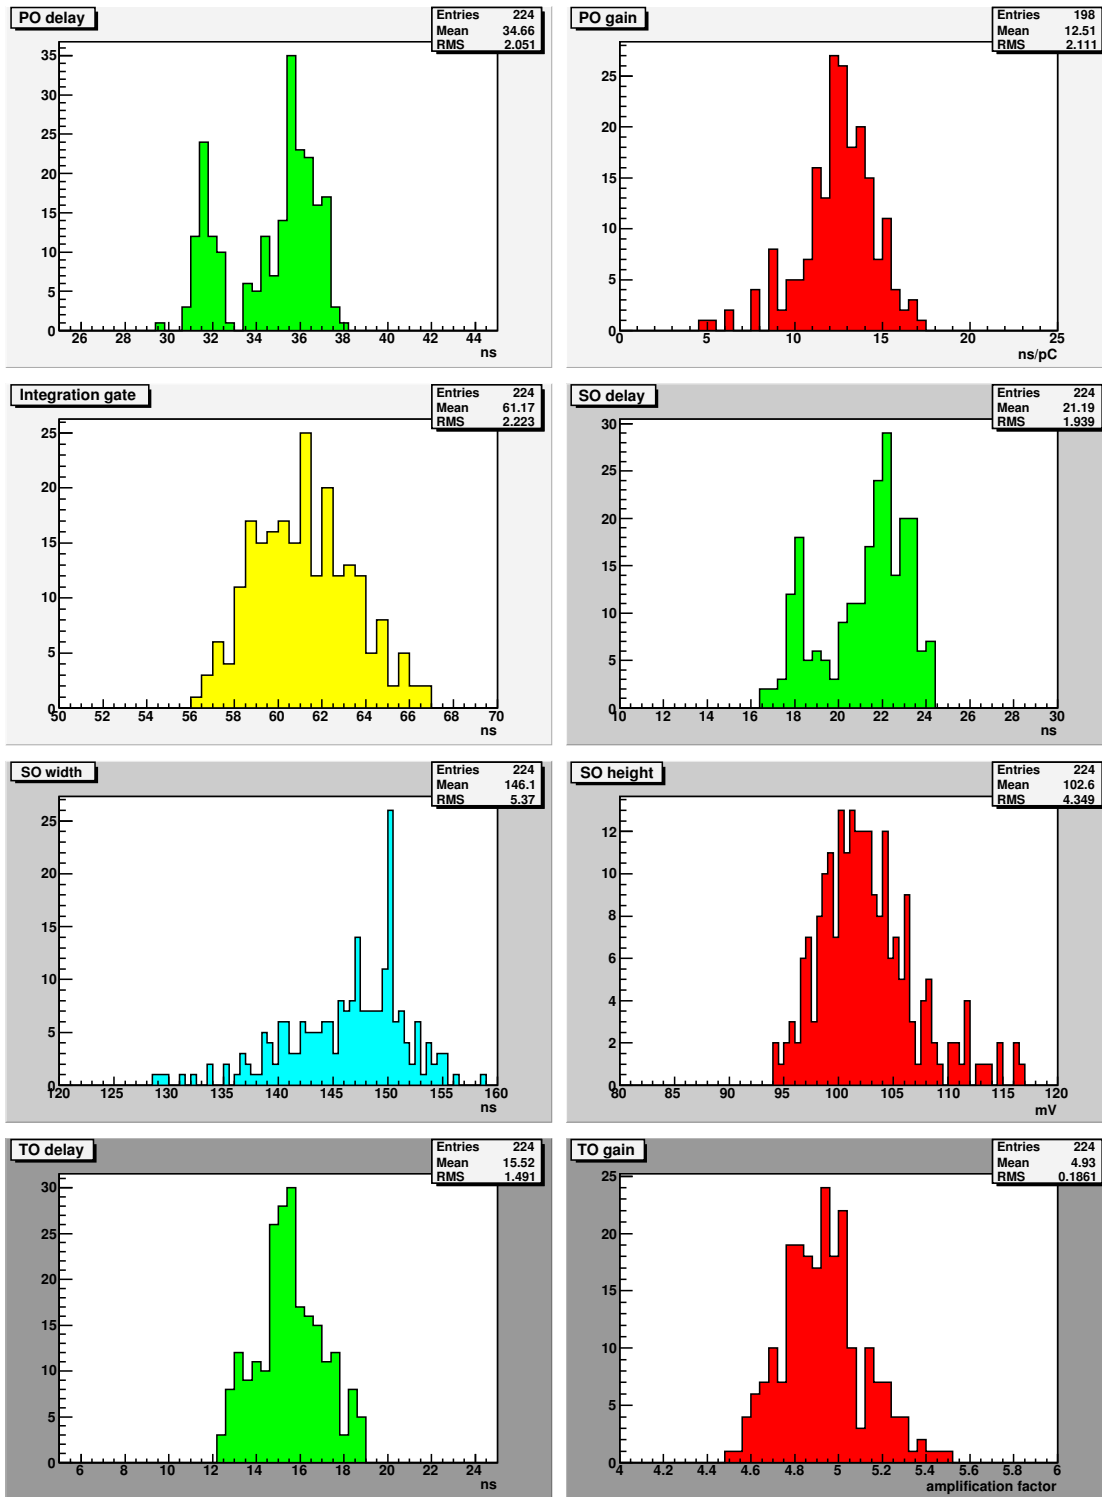 PO delay
Entries 224
Mean 34.66
RMS 2.051
35
30
25
20
15
10
5
0
26 28 30 32 34 36 38 40 42 44
ns
PO gain
Entries 198
Mean 12.51
RMS 2.111
25
20
15
10
5
0
0 5 10 15 20 25
ns/pC
Integration gate
Entries 224
Mean 61.17
RMS 2.223
25
20
15
10
5
0
50 52 54 56 58 60 62 64 66 68 70
ns
SO delay
Entries 224
Mean 21.19
RMS 1.939
30
25
20
15
10
5
0
10 12 14 16 18 20 22 24 26 28 30
ns
SO width
Entries 224
Mean 146.1
RMS 5.37
25
20
15
10
5
0
120 125 130 135 140 145 150 155 160
ns
SO height
Entries 224
Mean 102.6
RMS 4.349
12
10
8
6
4
2
0
80 85 90 95 100 105 110 115 120
mV
TO delay
Entries 224
Mean 15.52
RMS 1.491
30
25
20
15
10
5
0
6 8 10 12 14 16 18 20 22 24
ns
TO gain
Entries 224
Mean 4.93
RMS 0.1861
25
20
15
10
5
0
4 4.2 4.4 4.6 4.8 5 5.2 5.4 5.6 5.8 6
amplification factor